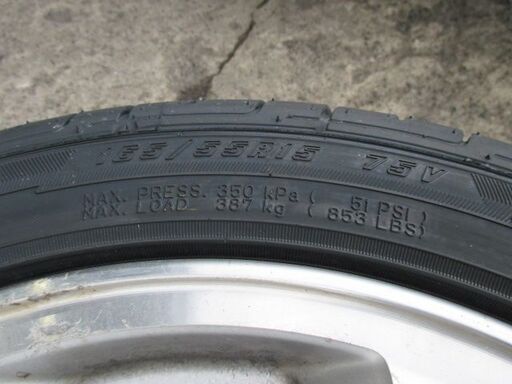 165/55R15 75V
MAX. PRESS. 350 kPa ( 51 PSI )
MAX. LOAD. 387 kg ( 853 LBS)